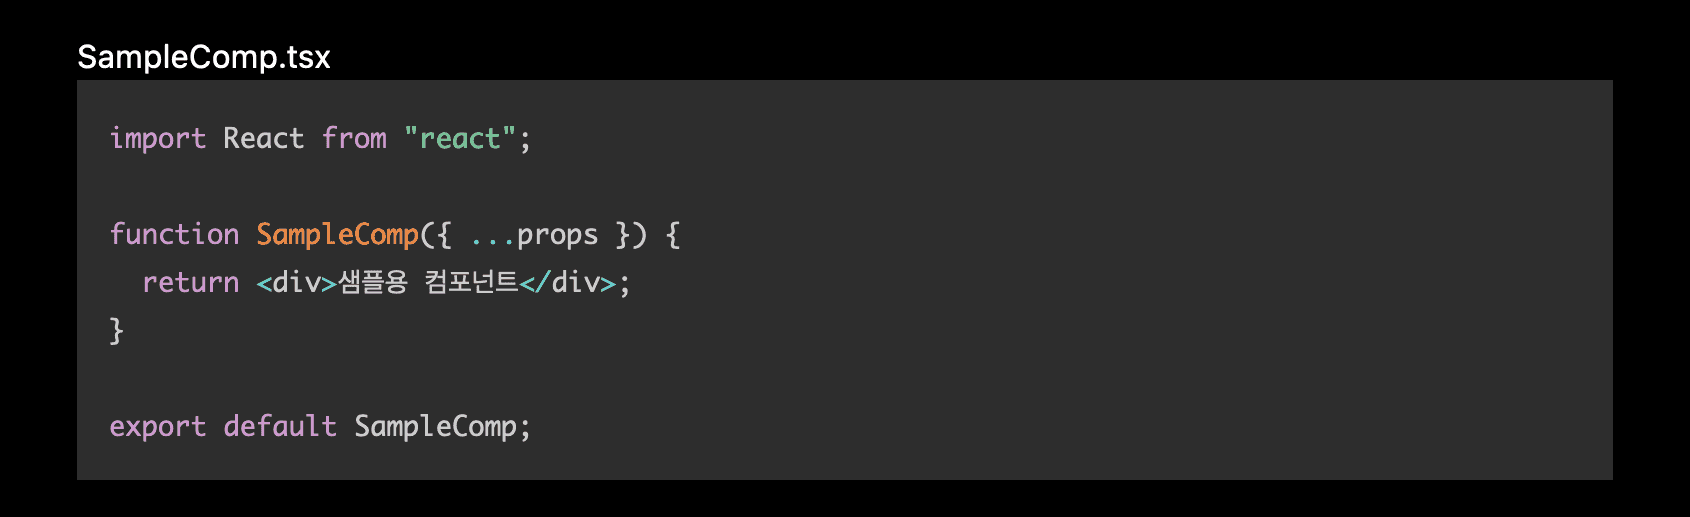 SampleComp.tsx
import React from "react";
function SampleComp({ ...props }) {
  return <div>샘플용 컴포넌트</div>;
}
export default SampleComp;